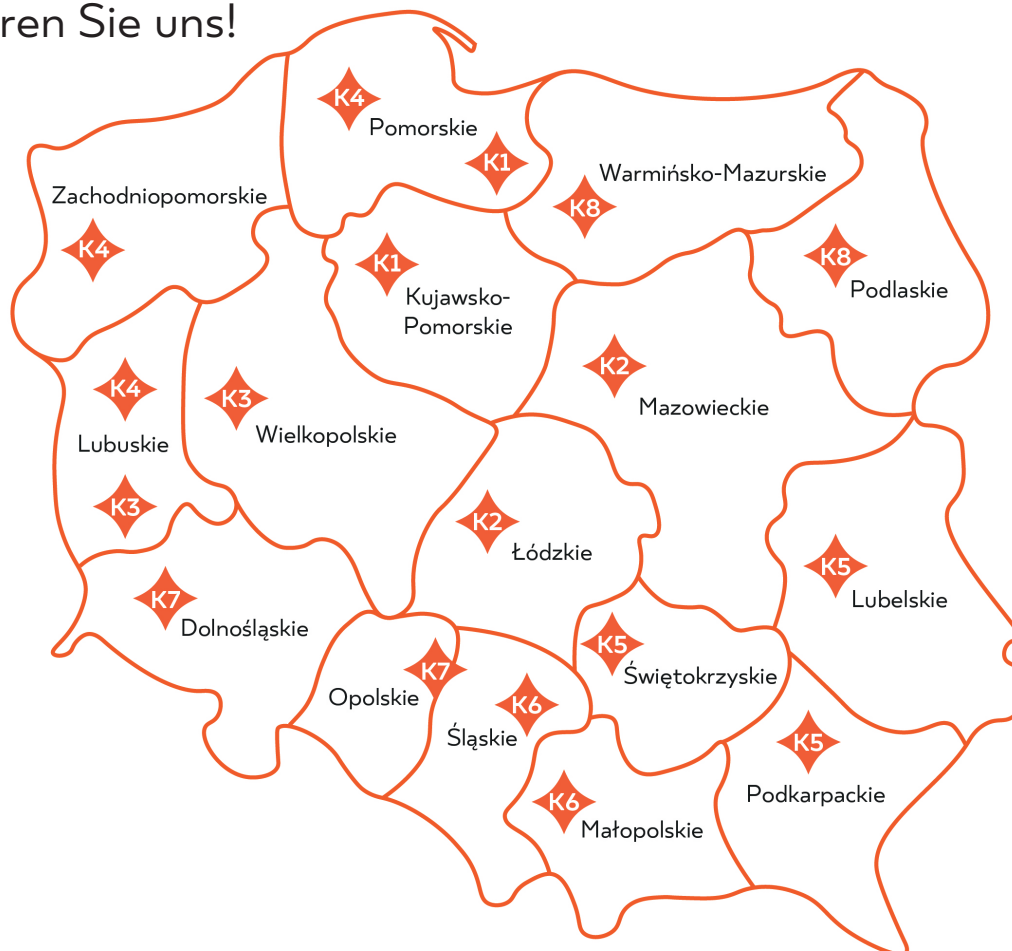 ren Sie uns!
K4
Pomorskie
K1
Warmińsko-Mazurskie
Zachodniopomorskie
K8
K4
K1
K8
Kujawsko-
Pomorskie
Podlaskie
K2
K4
K3
Mazowieckie
Lubuskie
Wielkopolskie
K3
K2
Łódzkie
K5
K7
Lubelskie
Dolnośląskie
K5
Świętokrzyskie
K7
Opolskie
K6
Śląskie
K5
Podkarpackie
K6
Małopolskie